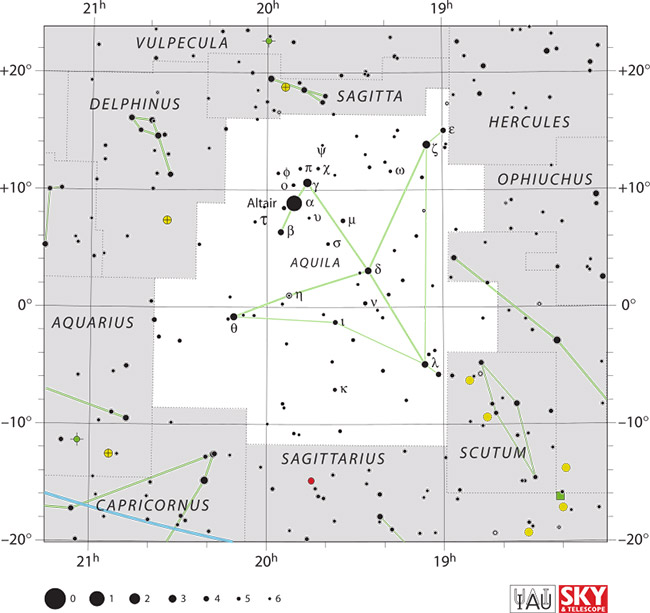 21h 20h 19h
VULPECULA
+20° +20°
SAGITTA
DELPHINUS
HERCULES
ε
ψ ζ
φ π χ ω
OPHIUCHUS
+10° ο γ +10°
Altair α
τ υ μ
β
σ
AQUILA δ
η
0° ν 0°
AQUARIUS θ ι
λ
κ
-10° -10°
SAGITTARIUS SCUTUM
CAPRICORNUS
-20° -20°
21h 20h 19h
0 1 2 3 4 5 6
IAU SKY
& TELESCOPE